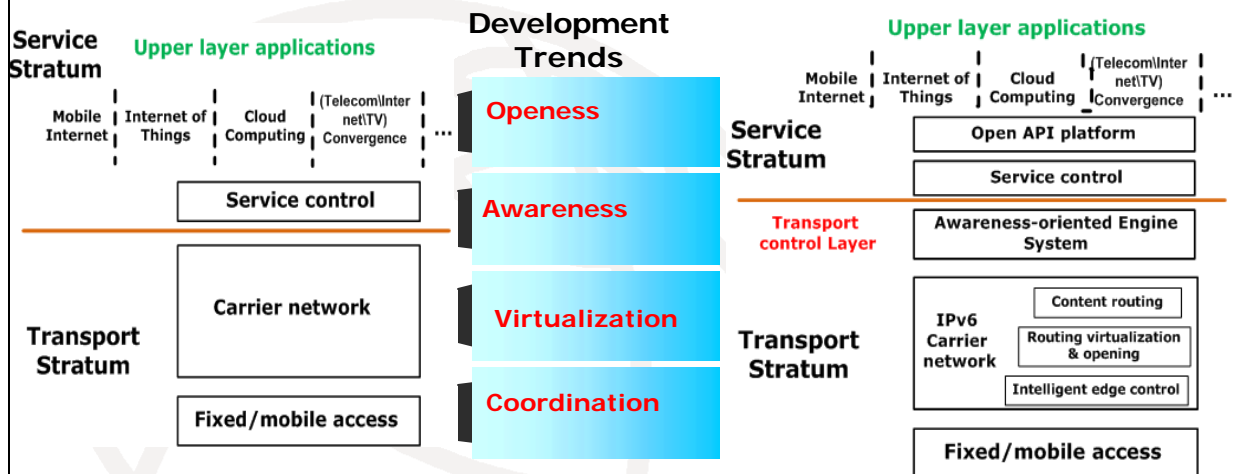 Service
Stratum
Upper layer applications
Mobile
Internet
Internet of
Things
Cloud
Computing
(Telecom\Inter
net\TV)
Convergence
...
Service control
Transport
Stratum
Carrier network
Fixed/mobile access
Development
Trends
Openess
Awareness
Virtualization
Coordination
Upper layer applications
Mobile
Internet
Internet of
Things
Cloud
Computing
(Telecom\Inter
net\TV)
Convergence
...
Service
Stratum
Open API platform
Service control
Transport
control Layer
Awareness-oriented Engine
System
Transport
Stratum
IPv6
Carrier
network
Content routing
Routing virtualization
& opening
Intelligent edge control
Fixed/mobile access